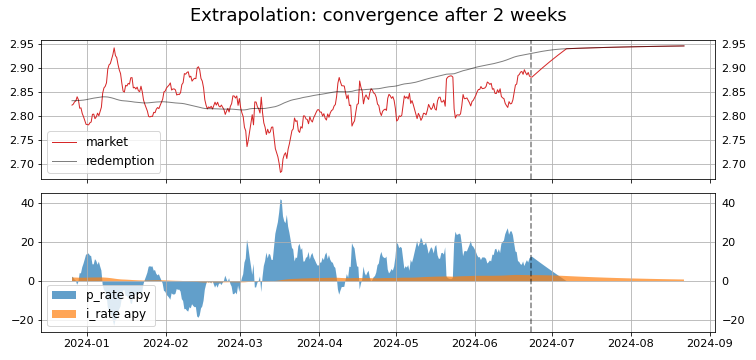 Extrapolation: convergence after 2 weeks
2.95 2.95
2.90 2.90
2.85 2.85
2.80 2.80
2.75 2.75
2.70 2.70
market
redemption
40 40
20 20
0 0
−20 −20
p_rate apy
i_rate apy
2024-01 2024-02 2024-03 2024-04 2024-05 2024-06 2024-07 2024-08 2024-09